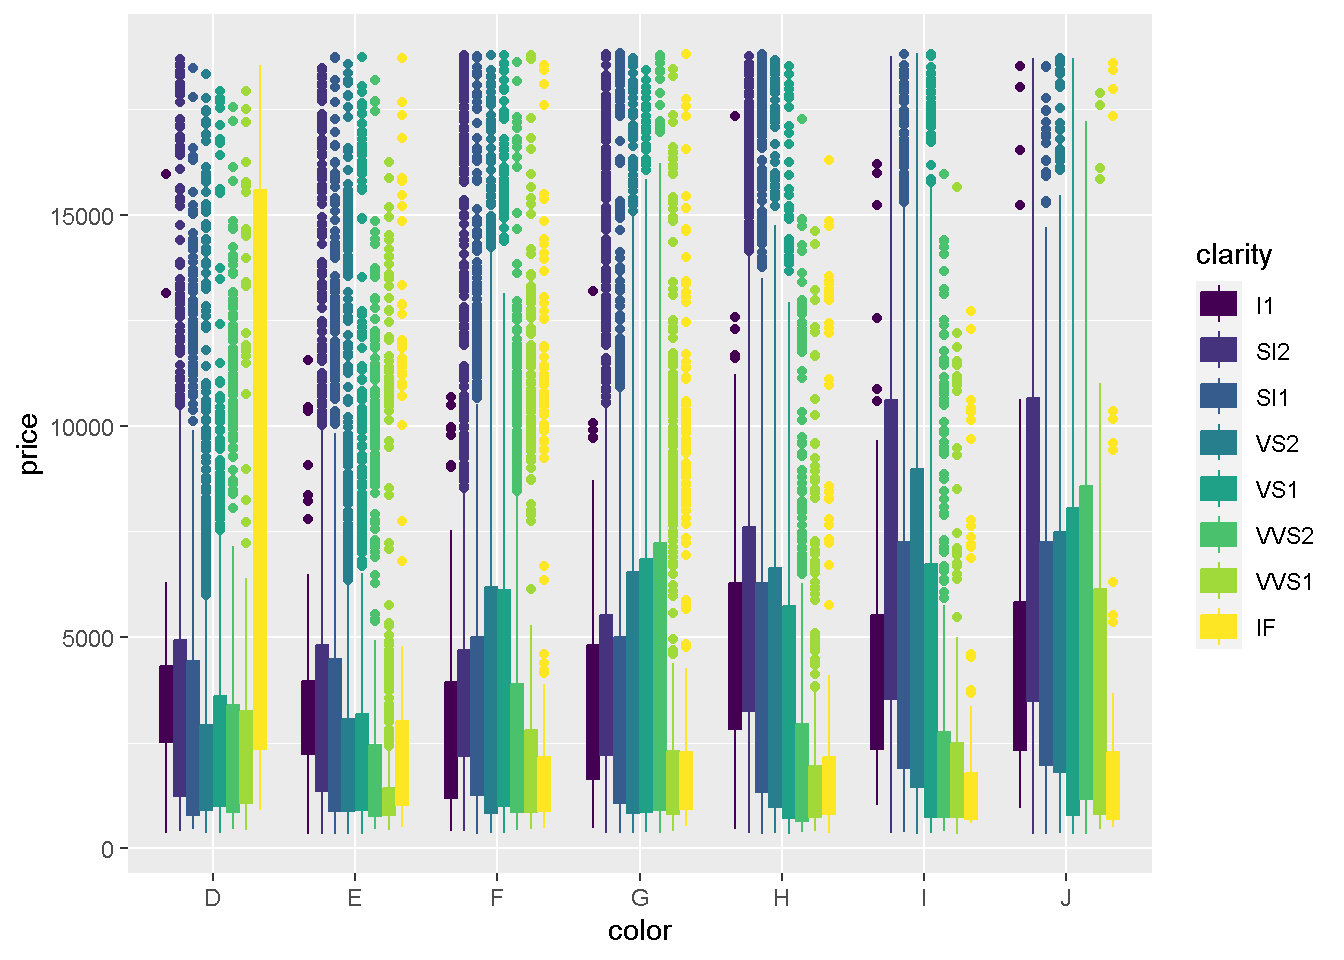 15000
10000
5000
0
price
D E F G H I J
color
clarity
I1
SI2
SI1
VS2
VS1
VVS2
VVS1
IF